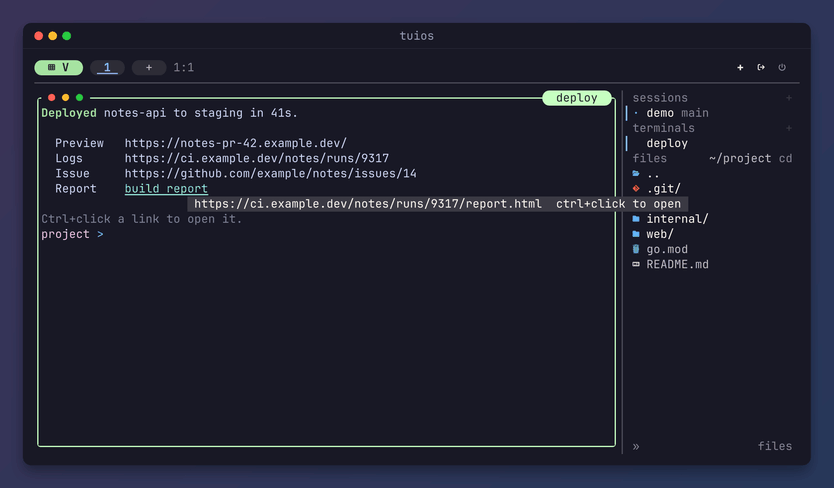 tuios
V 1 + 1:1 +
deploy
Deployed notes-api to staging in 41s.
Preview https://notes-pr-42.example.dev/
Logs https://ci.example.dev/notes/runs/9317
Issue https://github.com/example/notes/issues/14
Report build report
https://ci.example.dev/notes/runs/9317/report.html ctrl+click to open
Ctrl+click a link to open it.
project >
sessions +
demo main
terminals +
deploy
files ~/project cd
..
.git/
internal/
web/
go.mod
README.md
» files